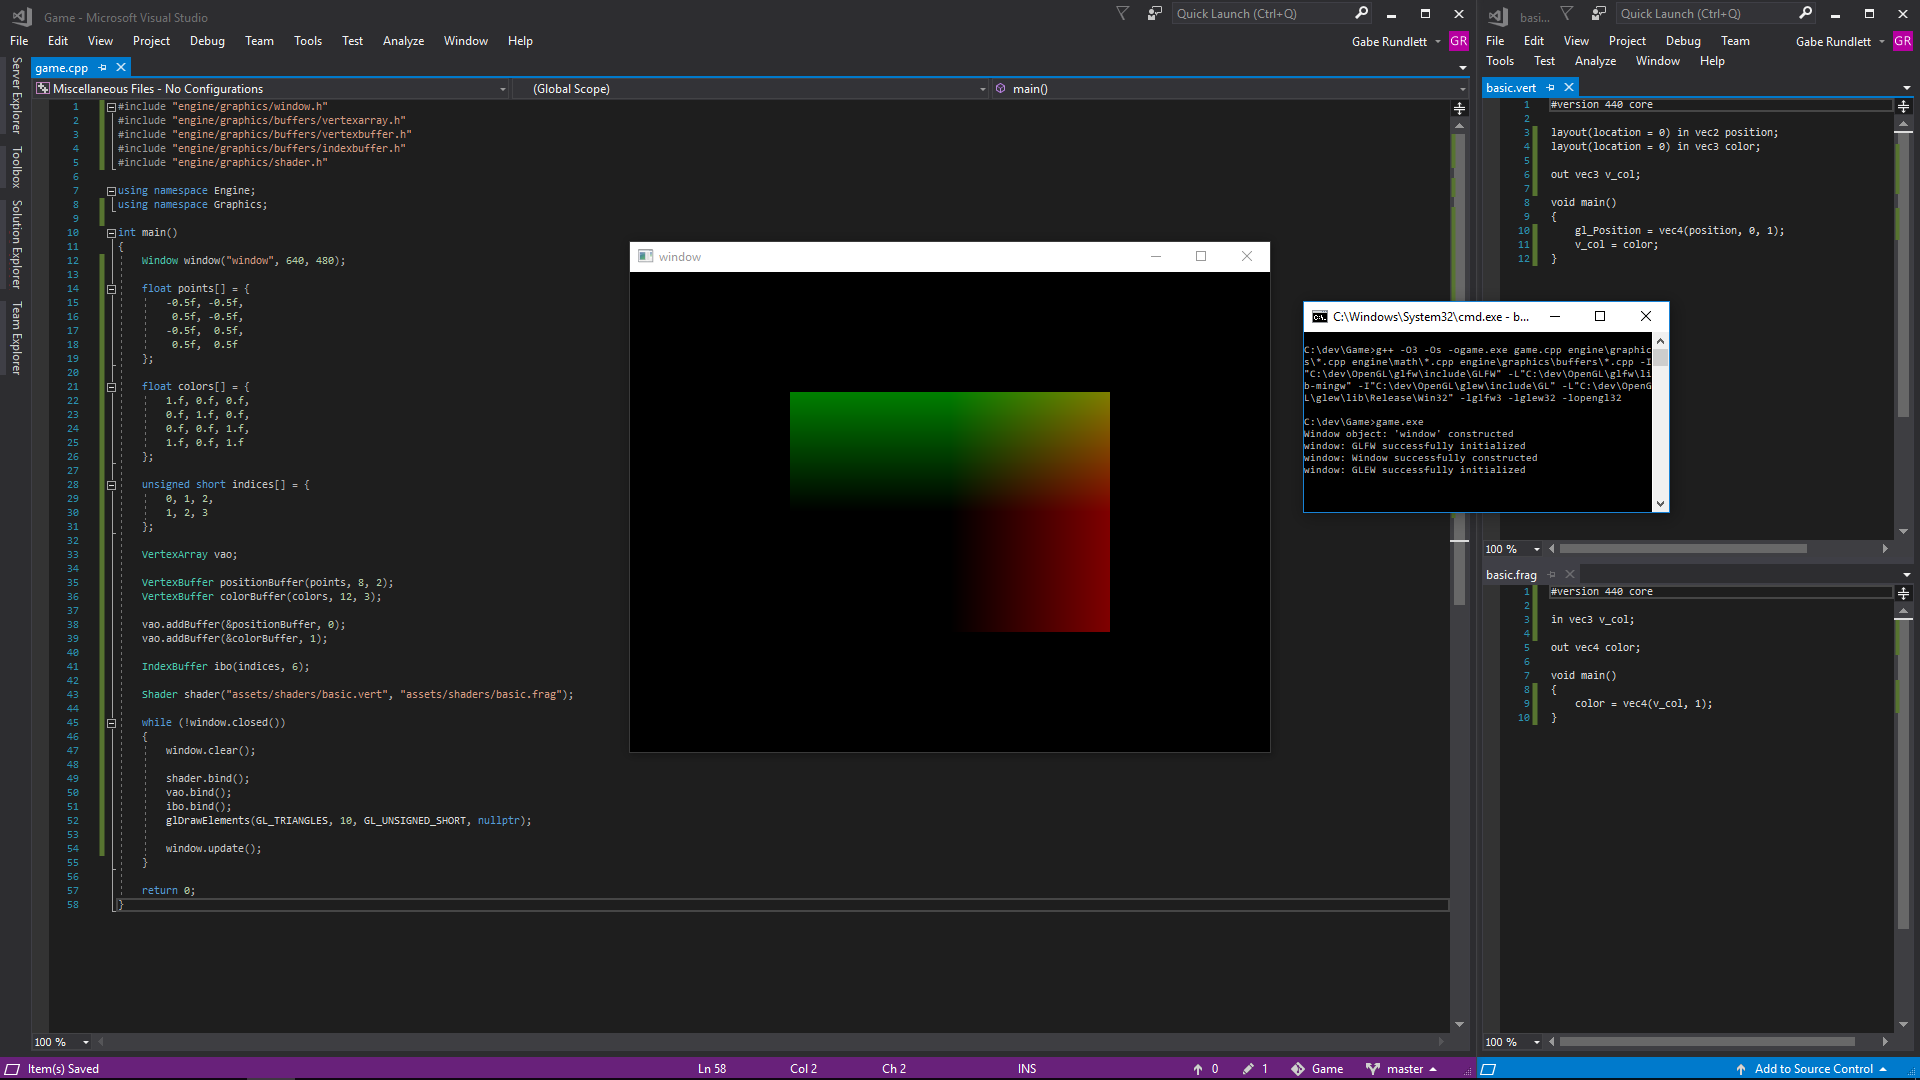 Game - Microsoft Visual Studio
Quick Launch (Ctrl+Q)
File Edit View Project Debug Team Tools Test Analyze Window Help
Gabe Rundlett GR
Server Explorer
Toolbox
Solution Explorer
Team Explorer
game.cpp
Miscellaneous Files - No Configurations (Global Scope) main()
1 #include "engine/graphics/window.h"
2 #include "engine/graphics/buffers/vertexarray.h"
3 #include "engine/graphics/buffers/vertexbuffer.h"
4 #include "engine/graphics/buffers/indexbuffer.h"
5 #include "engine/graphics/shader.h"
6
7 using namespace Engine;
8 using namespace Graphics;
9
10 int main()
11 {
12 Window window("window", 640, 480);
13
14 float points[] = {
15 -0.5f, -0.5f,
16 0.5f, -0.5f,
17 -0.5f, 0.5f,
18 0.5f, 0.5f
19 };
20
21 float colors[] = {
22 1.f, 0.f, 0.f,
23 0.f, 1.f, 0.f,
24 0.f, 0.f, 1.f,
25 1.f, 0.f, 1.f
26 };
27
28 unsigned short indices[] = {
29 0, 1, 2,
30 1, 2, 3
31 };
32
33 VertexArray vao;
34
35 VertexBuffer positionBuffer(points, 8, 2);
36 VertexBuffer colorBuffer(colors, 12, 3);
37
38 vao.addBuffer(&positionBuffer, 0);
39 vao.addBuffer(&colorBuffer, 1);
40
41 IndexBuffer ibo(indices, 6);
42
43 Shader shader("assets/shaders/basic.vert", "assets/shaders/basic.frag");
44
45 while (!window.closed())
46 {
47 window.clear();
48
49 shader.bind();
50 vao.bind();
51 ibo.bind();
52 glDrawElements(GL_TRIANGLES, 10, GL_UNSIGNED_SHORT, nullptr);
53
54 window.update();
55 }
56
57 return 0;
58 }
100 %
Item(s) Saved Ln 58 Col 2 Ch 2 INS 0 1 Game master
window
C:\Windows\System32\cmd.exe - b...
C:\dev\Game>g++ -O3 -Os -ogame.exe game.cpp engine\graphic
s\*.cpp engine\math\*.cpp engine\graphics\buffers\*.cpp -I
"C:\dev\OpenGL\glfw\include\GLFW" -L"C:\dev\OpenGL\glfw\li
b-mingw" -I"C:\dev\OpenGL\glew\include\GL" -L"C:\dev\OpenG
L\glew\lib\Release\Win32" -lglfw3 -lglew32 -lopengl32
C:\dev\Game>game.exe
Window object: 'window' constructed
window: GLFW successfully initialized
window: Window successfully constructed
window: GLEW successfully initialized
basi...
Quick Launch (Ctrl+Q)
File Edit View Project Debug Team
Gabe Rundlett GR
Tools Test Analyze Window Help
basic.vert
1 #version 440 core
2
3 layout(location = 0) in vec2 position;
4 layout(location = 0) in vec3 color;
5
6 out vec3 v_col;
7
8 void main()
9 {
10 gl_Position = vec4(position, 0, 1);
11 v_col = color;
12 }
100 %
basic.frag
1 #version 440 core
2
3 in vec3 v_col;
4
5 out vec4 color;
6
7 void main()
8 {
9 color = vec4(v_col, 1);
10 }
100 %
Add to Source Control